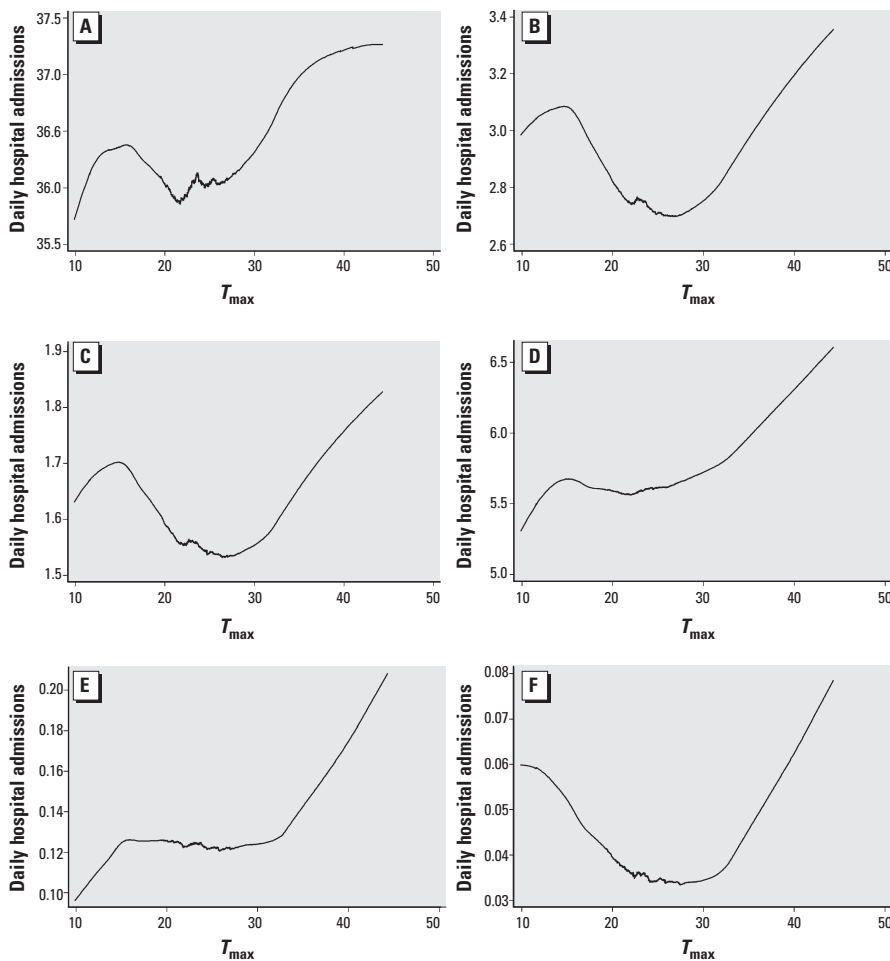 A
Daily hospital admissions
37.5
37.0
36.6
36.0
35.5
10 20 30 40 50
Tmax
B
Daily hospital admissions
3.4
3.2
3.0
2.8
2.6
10 20 30 40 50
Tmax
C
Daily hospital admissions
1.9
1.8
1.7
1.6
1.5
10 20 30 40 50
Tmax
D
Daily hospital admissions
6.5
6.0
5.5
5.0
10 20 30 40 50
Tmax
E
Daily hospital admissions
0.20
0.18
0.16
0.14
0.12
0.10
10 20 30 40 50
Tmax
F
Daily hospital admissions
0.08
0.07
0.06
0.05
0.04
0.03
10 20 30 40 50
Tmax